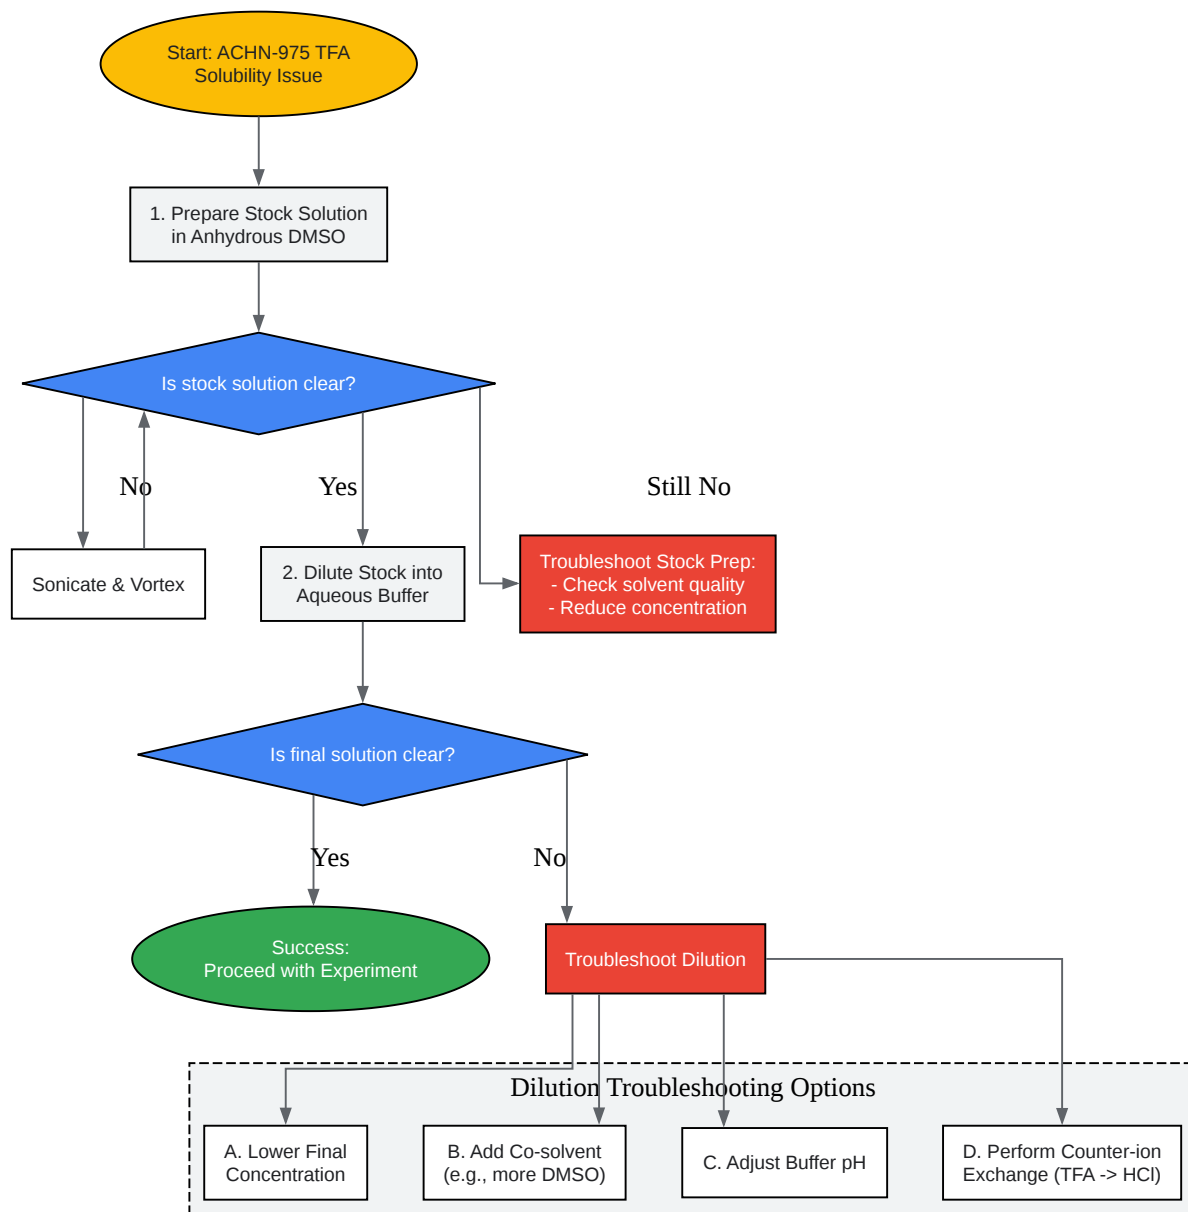 Start: ACHN-975 TFA
Solubility Issue
1. Prepare Stock Solution
in Anhydrous DMSO
Is stock solution clear?
No
Yes
Still No
Sonicate & Vortex
2. Dilute Stock into
Aqueous Buffer
Troubleshoot Stock Prep:
- Check solvent quality
- Reduce concentration
Is final solution clear?
Yes
No
Success:
Proceed with Experiment
Troubleshoot Dilution
Dilution Troubleshooting Options
A. Lower Final
Concentration
B. Add Co-solvent
(e.g., more DMSO)
C. Adjust Buffer pH
D. Perform Counter-ion
Exchange (TFA -> HCl)